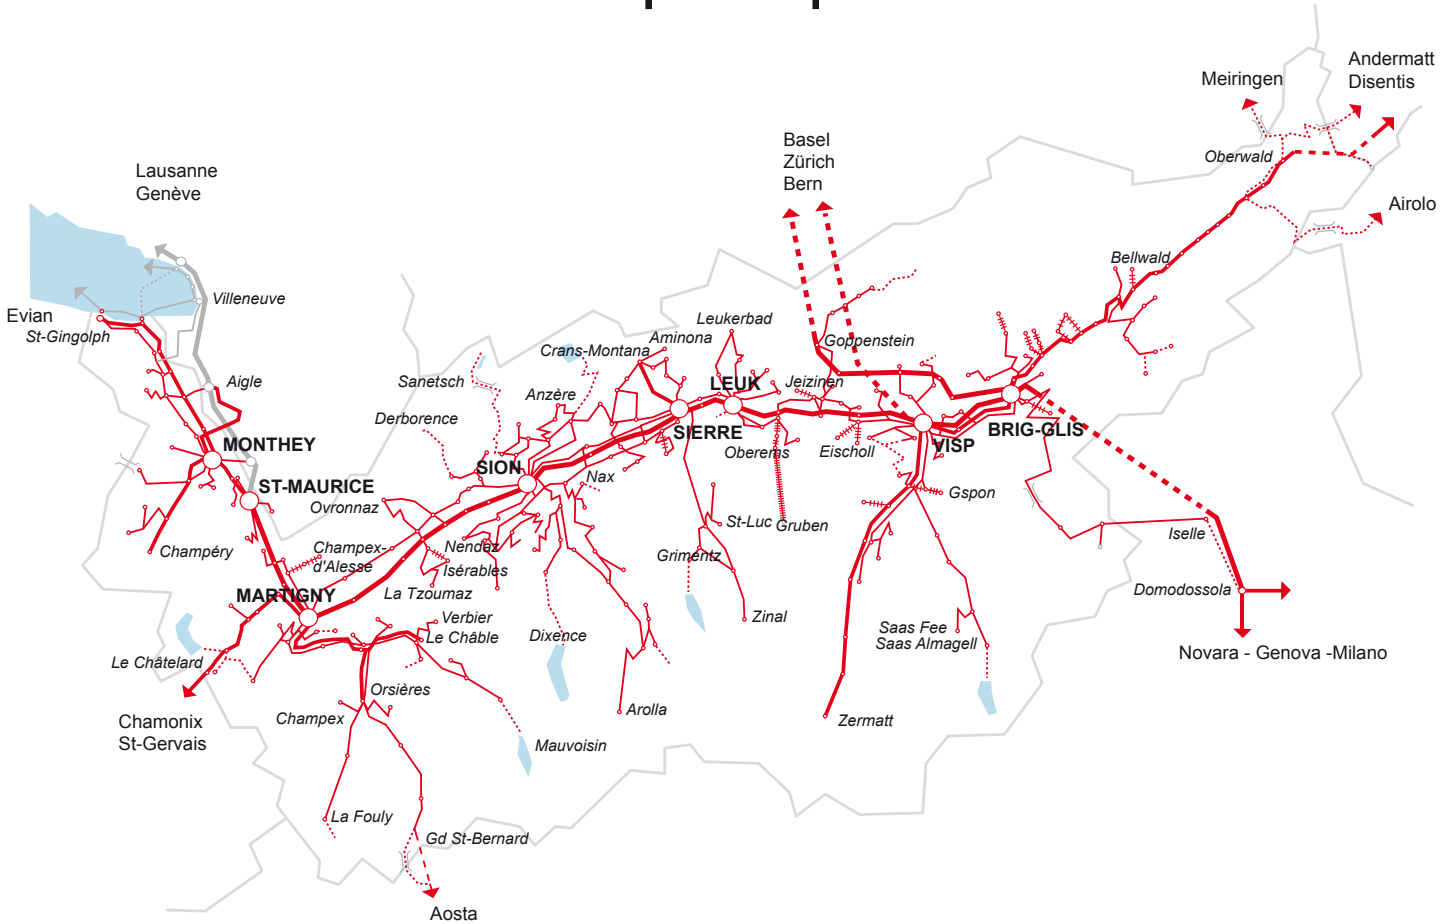 Andermatt
Disentis
Meiringen
Basel
Zürich
Bern
Oberwald
Lausanne
Genève
Airolo
Bellwald
Villeneuve
Evian
St-Gingolph
Leukerbad
Aminona
Goppenstein
Crans-Montana
Aigle
Sanetsch
LEUK
Jeizinen
Anzère
Derborence
SIERRE
BRIG-GLIS
VISP
MONTHEY
Oberems
Eischoll
SION
Nax
ST-MAURICE
Ovronnaz
Gspon
St-Luc
Gruben
Iselle
Champéry
Champex-
d'Alesse
Nendaz
Isérables
Grimentz
La Tzoumaz
MARTIGNY
Domodossola
Verbier
Le Châble
Zinal
Dixence
Saas Fee
Saas Almagell
Novara - Genova -Milano
Le Châtelard
Orsières
Champex
Arolla
Zermatt
Chamonix
St-Gervais
Mauvoisin
La Fouly
Gd St-Bernard
Aosta